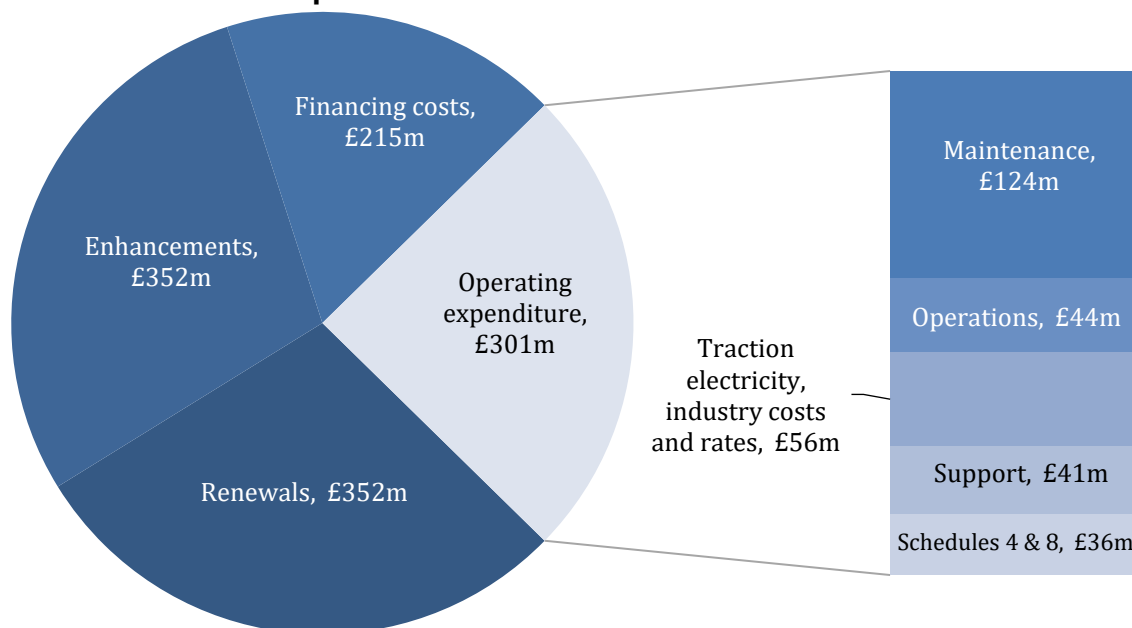 Financing costs,
£215m
Enhancements,
£352m
Operating
expenditure,
£301m
Renewals, £352m
Traction
electricity,
industry costs
and rates, £56m
Maintenance,
£124m
Operations, £44m
Support, £41m
Schedules 4 & 8, £36m